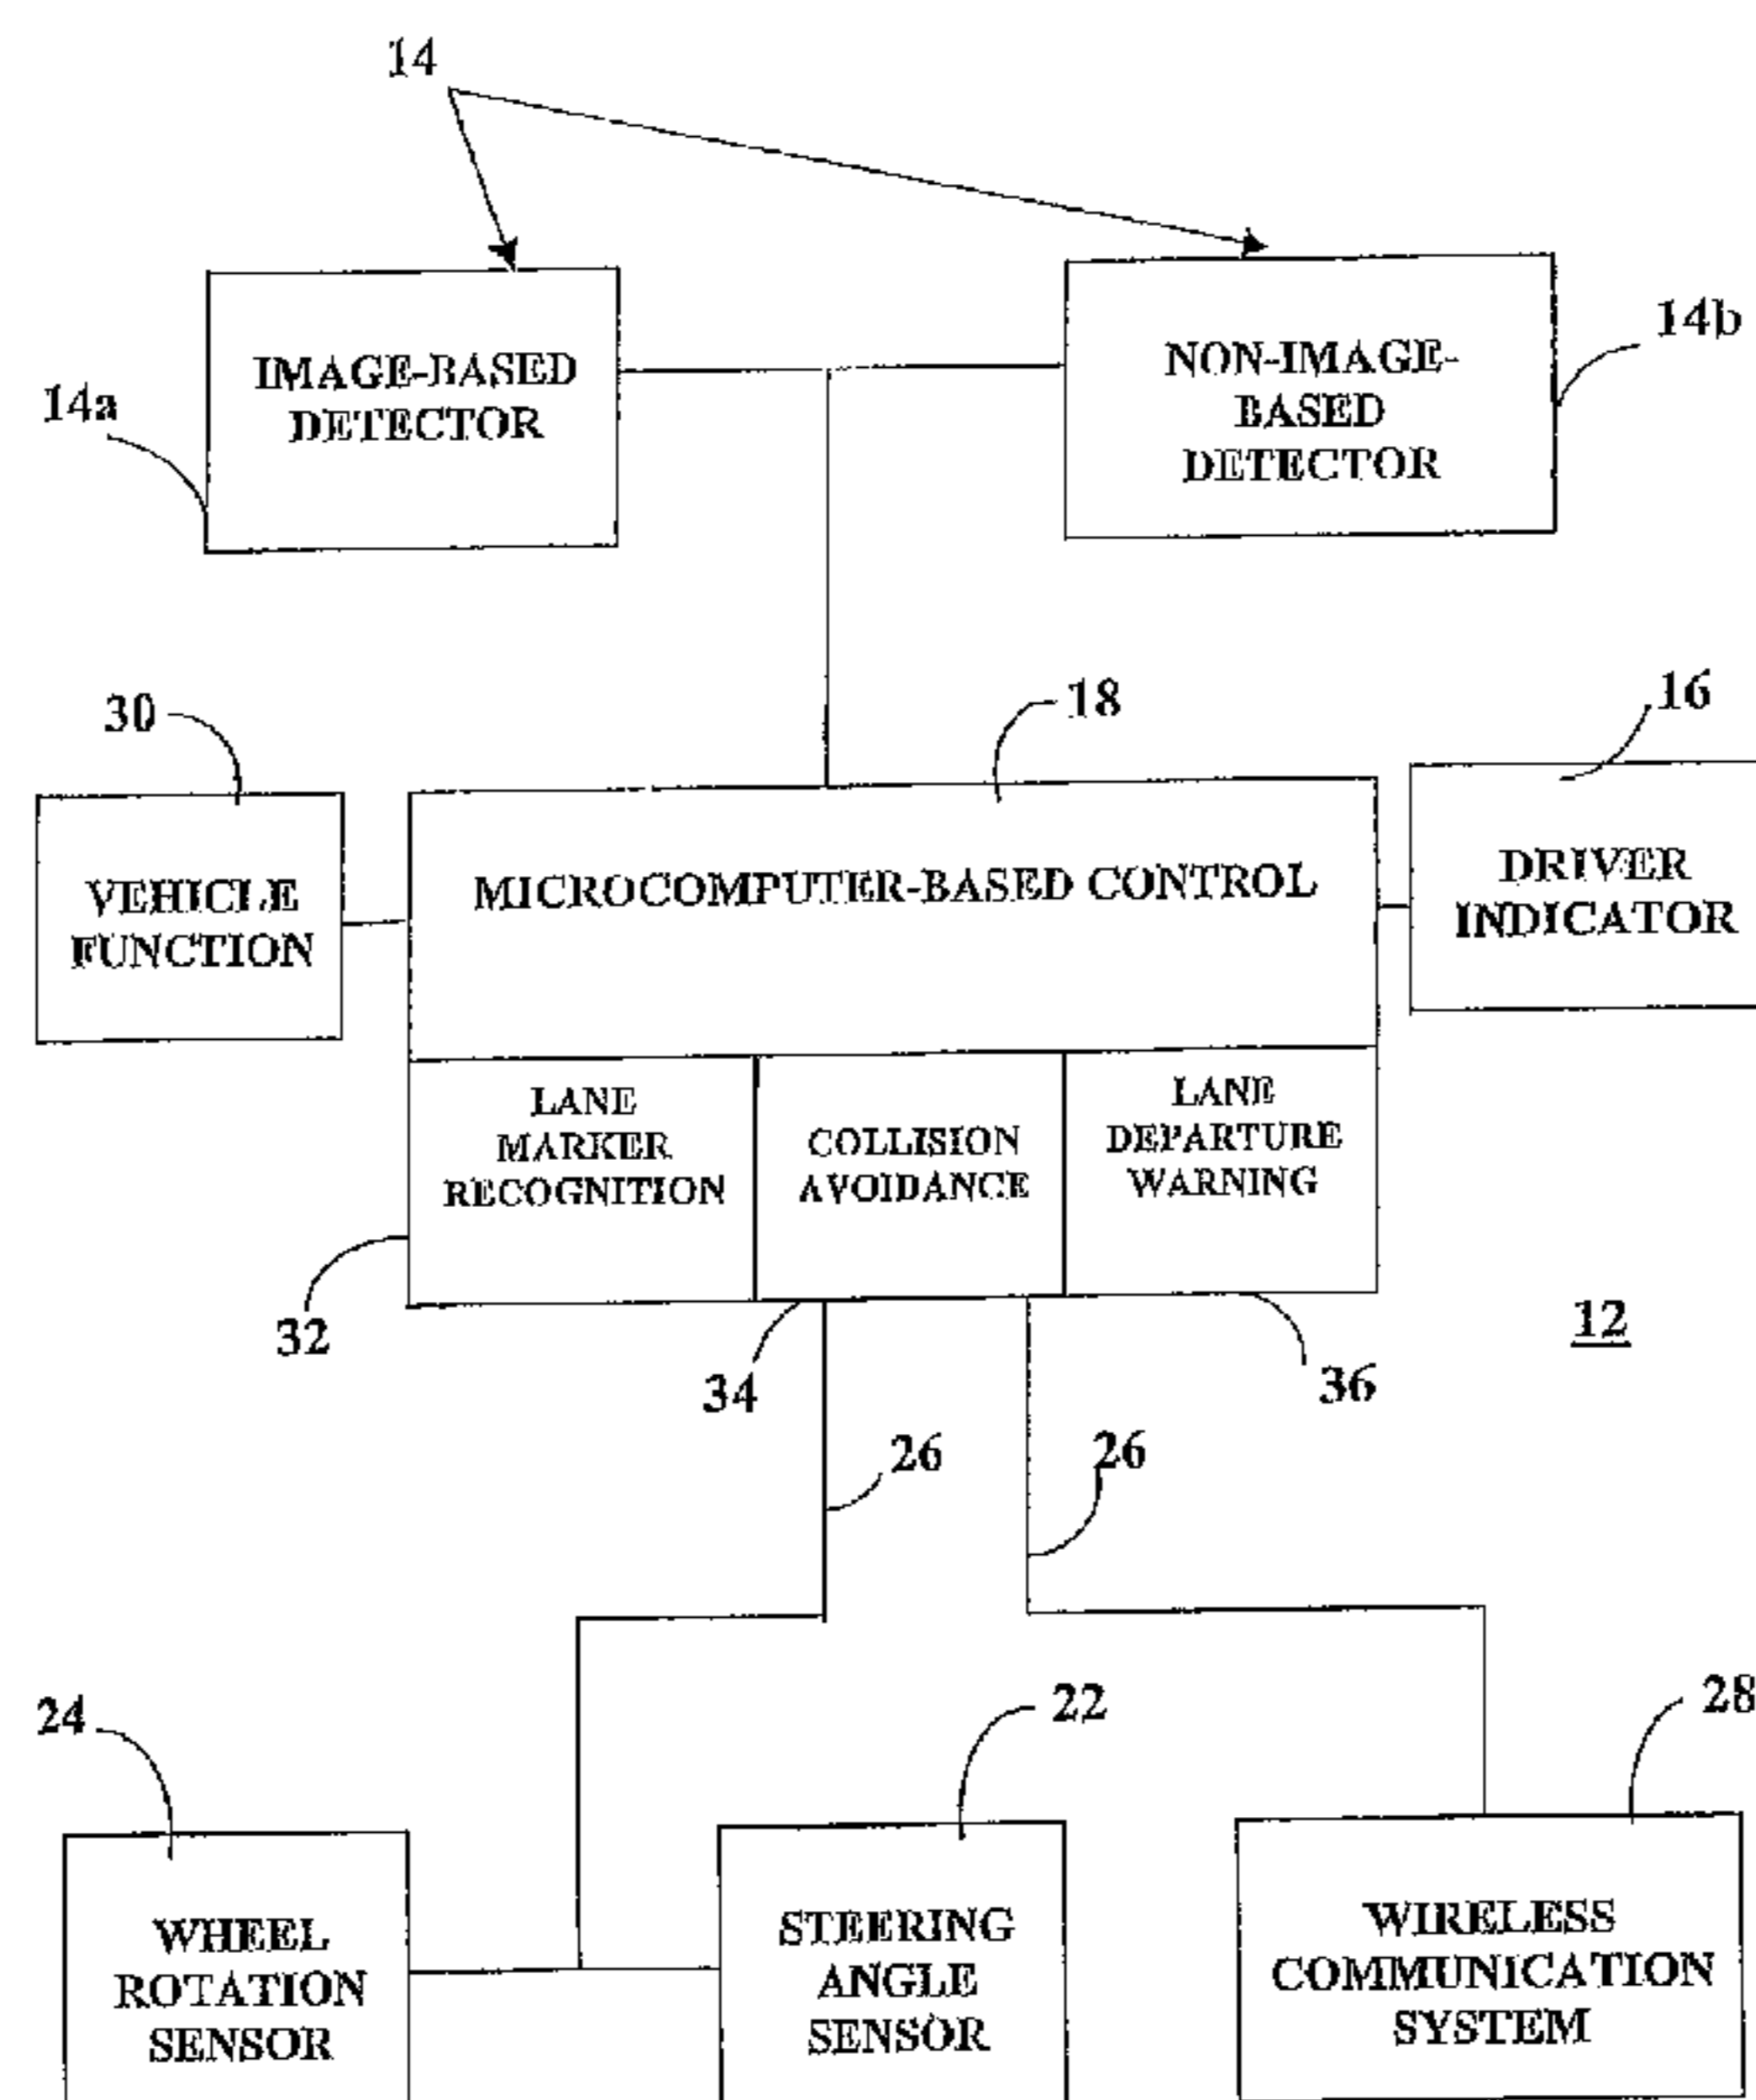 14
IMAGE-BASED
DETECTOR
14a
NON-IMAGE-
BASED
DETECTOR
14b
30
18
16
VEHICLE
FUNCTION
MICROCOMPUTER-BASED CONTROL
DRIVER
INDICATOR
LANE
MARKER
RECOGNITION
COLLISION
AVOIDANCE
LANE
DEPARTURE
WARNING
32
34
36
12
26
26
24
22
28
WHEEL
ROTATION
SENSOR
STEERING
ANGLE
SENSOR
WIRELESS
COMMUNICATION
SYSTEM